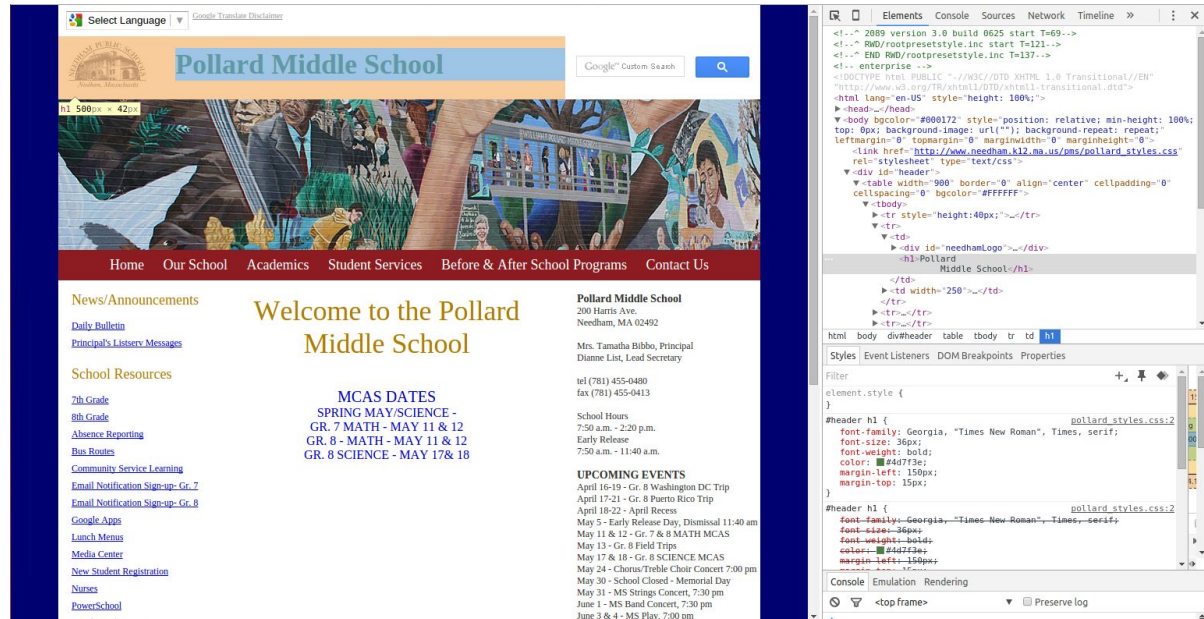 Select Language ▼
Google Translate Disclaimer
NEEDHAM PUBLIC SCHOOLS
Needham, Massachusetts
Pollard Middle School
Google™ Custom Search
h1 500px × 42px
Home Our School Academics Student Services Before & After School Programs Contact Us
News/Announcements
Daily Bulletin
Principal's Listserv Messages
School Resources
7th Grade
8th Grade
Absence Reporting
Bus Routes
Community Service Learning
Email Notification Sign-up- Gr. 7
Email Notification Sign-up- Gr. 8
Google Apps
Lunch Menus
Media Center
New Student Registration
Nurses
PowerSchool
Welcome to the Pollard
Middle School
MCAS DATES
SPRING MAY/SCIENCE -
GR. 7 MATH - MAY 11 & 12
GR. 8 - MATH - MAY 11 & 12
GR. 8 SCIENCE - MAY 17& 18
Pollard Middle School
200 Harris Ave.
Needham, MA 02492
Mrs. Tamatha Bibbo, Principal
Dianne List, Lead Secretary
tel (781) 455-0480
fax (781) 455-0413
School Hours
7:50 a.m. - 2:20 p.m.
Early Release
7:50 a.m. - 11:40 a.m.
UPCOMING EVENTS
April 16-19 - Gr. 8 Washington DC Trip
April 17-21 - Gr. 8 Puerto Rico Trip
April 18-22 - April Recess
May 5 - Early Release Day, Dismissal 11:40 am
May 11 & 12 - Gr. 7 & 8 MATH MCAS
May 13 - Gr. 8 Field Trips
May 17 & 18 - Gr. 8 SCIENCE MCAS
May 24 - Chorus/Treble Choir Concert 7:00 pm
May 30 - School Closed - Memorial Day
May 31 - MS Strings Concert, 7:30 pm
June 1 - MS Band Concert, 7:30 pm
June 3 & 4 - MS Play, 7:00 pm
Elements Console Sources Network Timeline »
<!--^ 2089 version 3.0 build 0625 start T=69-->
<!--^ RWD/rootpresetstyle.inc start T=121-->
<!--^ END RWD/rootpresetstyle.inc T=137-->
<!-- enterprise -->
<!DOCTYPE html PUBLIC "-//W3C//DTD XHTML 1.0 Transitional//EN"
"http://www.w3.org/TR/xhtml1/DTD/xhtml1-transitional.dtd">
<html lang="en-US" style="height: 100%;">
▶<head>…</head>
▼<body bgcolor="#000172" style="position: relative; min-height: 100%;
top: 0px; background-image: url(""); background-repeat: repeat;"
leftmargin="0" topmargin="0" marginwidth="0" marginheight="0">
<link href="http://www.needham.k12.ma.us/pms/pollard_styles.css"
rel="stylesheet" type="text/css">
▼<div id="header">
▼<table width="900" border="0" align="center" cellpadding="0"
cellspacing="0" bgcolor="#FFFFFF">
▼<tbody>
▶<tr style="height:40px;">…</tr>
▼<tr>
▼<td>
▶<div id="needhamLogo">…</div>
<h1>Pollard
Middle School</h1>
</td>
▶<td width="250">…</td>
</tr>
▶<tr>…</tr>
▶<tr>…</tr>
html body div#header table tbody tr td h1
Styles Event Listeners DOM Breakpoints Properties
Filter
element.style {
}
#header h1 { pollard_styles.css:2
font-family: Georgia, "Times New Roman", Times, serif;
font-size: 36px;
font-weight: bold;
color: #4d7f3e;
margin-left: 150px;
margin-top: 15px;
}
#header h1 { pollard_styles.css:2
font-family: Georgia, "Times New Roman", Times, serif;
font-size: 36px;
font-weight: bold;
color: #4d7f3e;
margin-left: 150px;
margin-top: 15px;
Console Emulation Rendering
<top frame> ▼ Preserve log